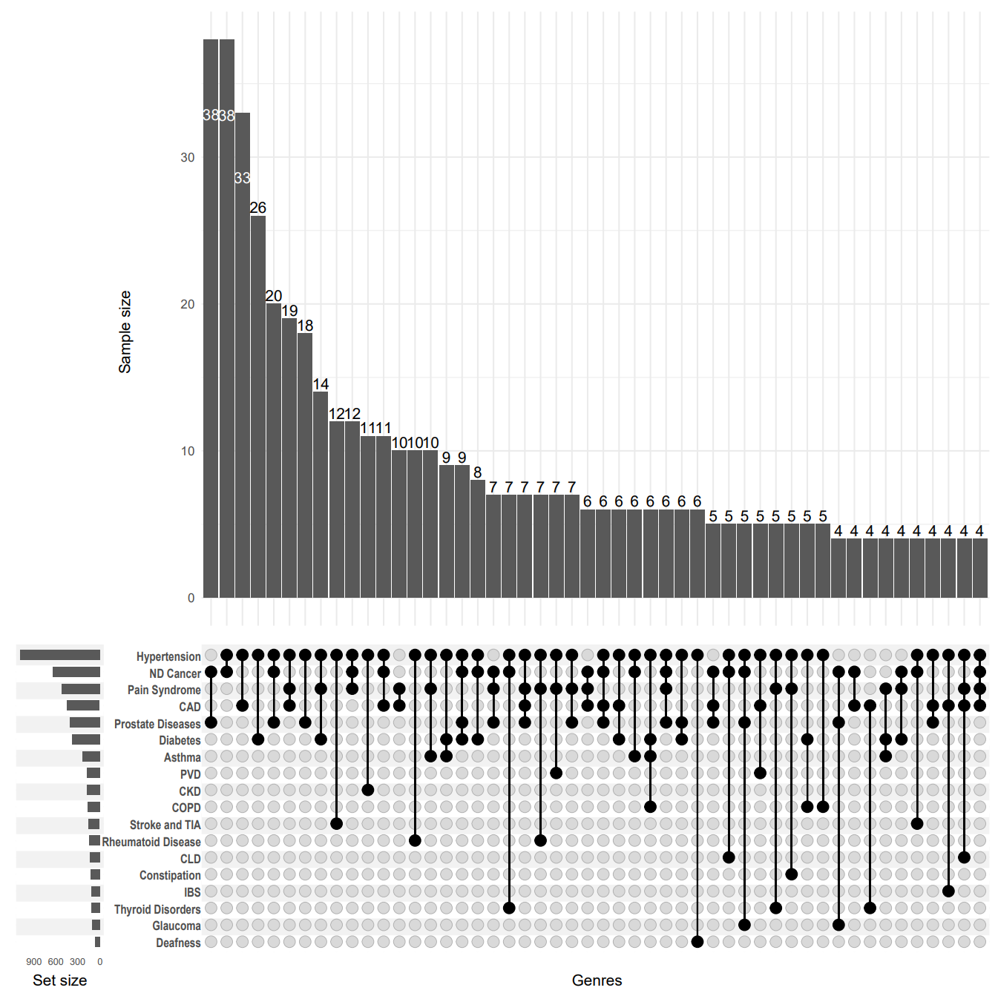 38 38 33 26 20 19 18 14 12 12 11 11 10 10 10 9 9 8 7 7 7 7 7 7 6 6 6 6 6 6 6 6 5 5 5 5 5 5 5 5 4 4 4 4 4 4 4 4 4 4
30
20
10
0
Sample size
Hypertension
ND Cancer
Pain Syndrome
CAD
Prostate Diseases
Diabetes
Asthma
PVD
CKD
COPD
Stroke and TIA
Rheumatoid Disease
CLD
Constipation
IBS
Thyroid Disorders
Glaucoma
Deafness
900 600 300 0
Set size
Genres